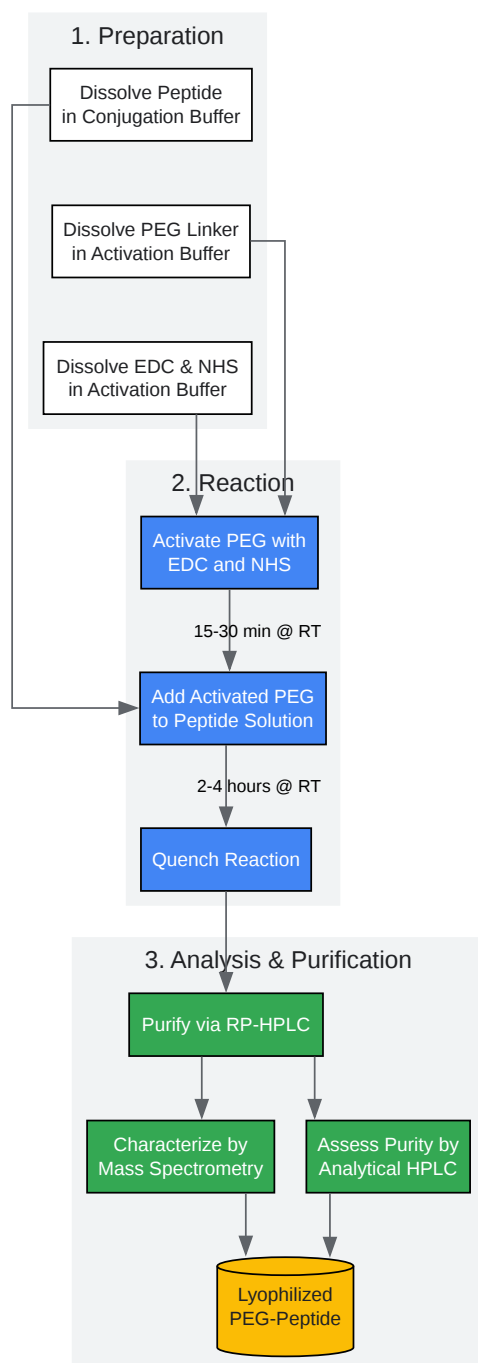 1. Preparation
Dissolve Peptide
in Conjugation Buffer
Dissolve PEG Linker
in Activation Buffer
Dissolve EDC & NHS
in Activation Buffer
2. Reaction
Activate PEG with
EDC and NHS
15-30 min @ RT
Add Activated PEG
to Peptide Solution
2-4 hours @ RT
Quench Reaction
3. Analysis & Purification
Purify via RP-HPLC
Characterize by
Mass Spectrometry
Assess Purity by
Analytical HPLC
Lyophilized
PEG-Peptide